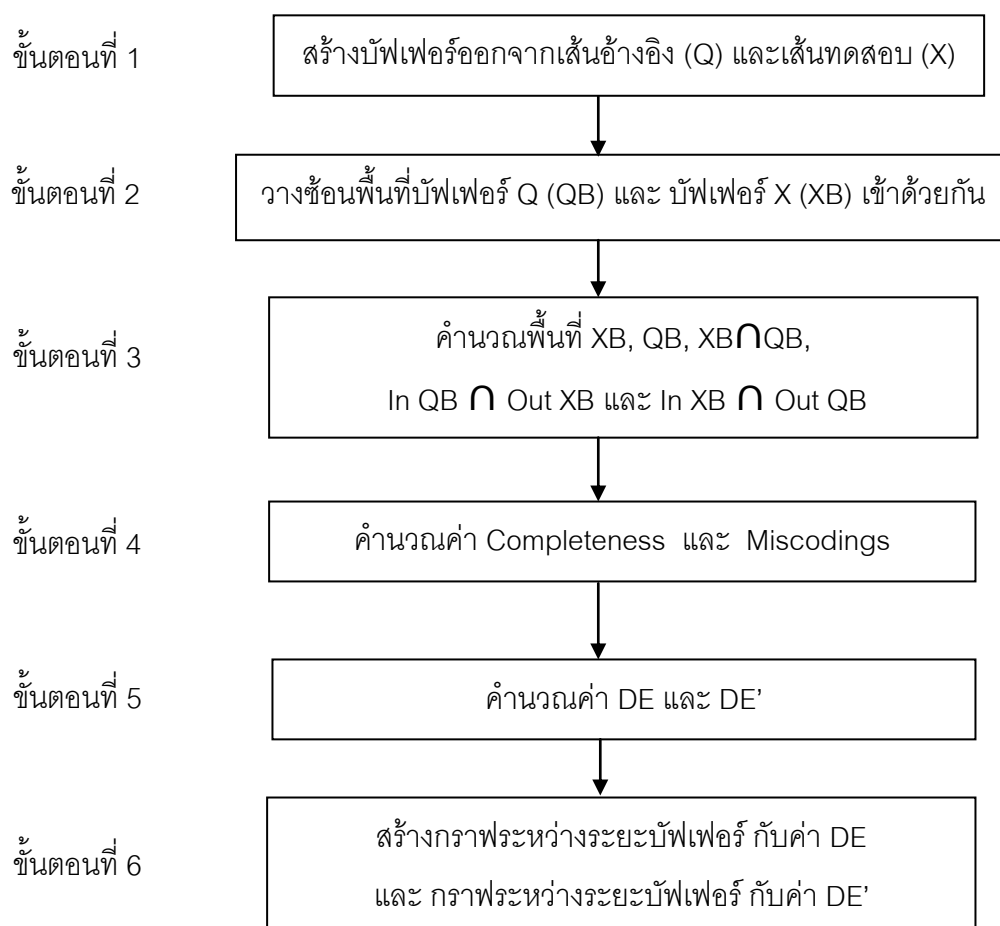 ขั้นตอนที่ 1
สร้างบัฟเฟอร์ออกจากเส้นอ้างอิง (Q) และเส้นทดสอบ (X)
ขั้นตอนที่ 2
วางซ้อนพื้นที่บัฟเฟอร์ Q (QB) และ บัฟเฟอร์ X (XB) เข้าด้วยกัน
ขั้นตอนที่ 3
คำนวณพื้นที่ XB, QB, XB∩QB,
In QB ∩ Out XB และ In XB ∩ Out QB
ขั้นตอนที่ 4
คำนวณค่า Completeness และ Miscodings
ขั้นตอนที่ 5
คำนวณค่า DE และ DE’
ขั้นตอนที่ 6
สร้างกราฟระหว่างระยะบัฟเฟอร์ กับค่า DE
และ กราฟระหว่างระยะบัฟเฟอร์ กับค่า DE’